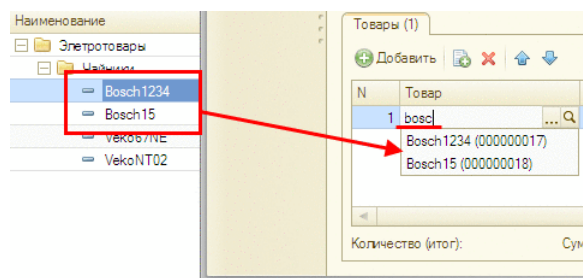 Наименование
Элетротовары
Чайники
Bosch1234
Bosch15
Veko67NE
VekoNT02
Товары (1)
Добавить
N Товар
1 bosc ...
Bosch1234 (000000017)
Bosch15 (000000018)
Количество (итог): Сум